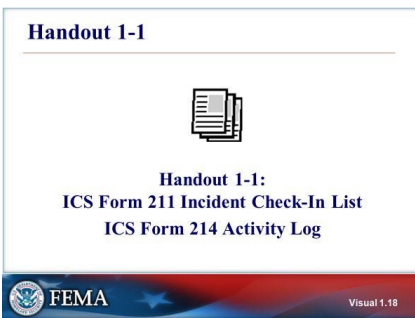 Handout 1-1
Handout 1-1:
ICS Form 211 Incident Check-In List
ICS Form 214 Activity Log
FEMA
Visual 1.18